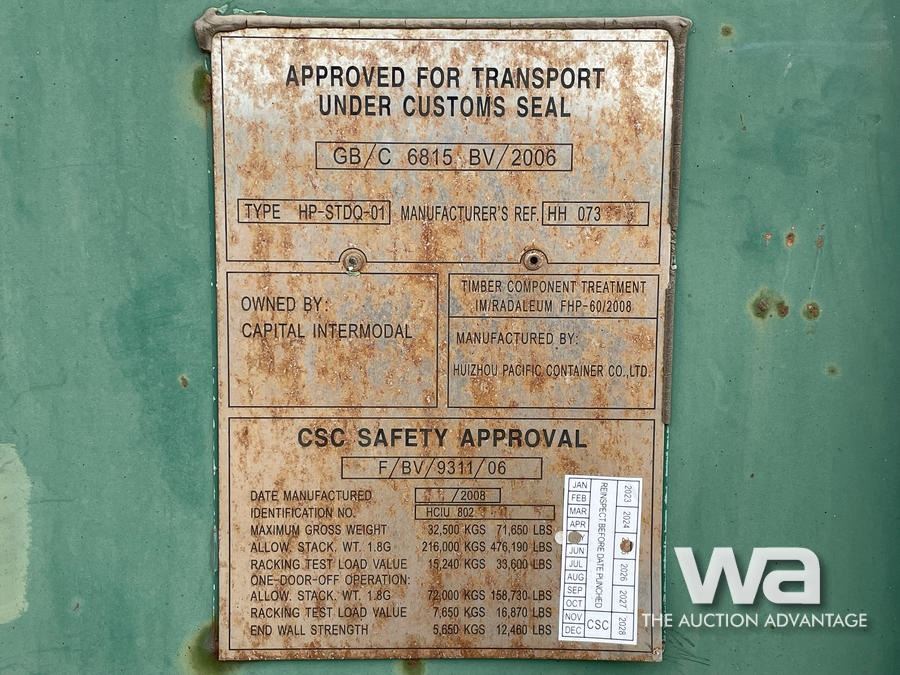 APPROVED FOR TRANSPORT
UNDER CUSTOMS SEAL
GB/C 6815 BV/2006
TYPE HP-STDQ-01 MANUFACTURER'S REF. HH 073
OWNED BY:
CAPITAL INTERMODAL
TIMBER COMPONENT TREATMENT
IM/RADALEUM FHP-60/2008
MANUFACTURED BY:
HUIZHOU PACIFIC CONTAINER CO.,LTD.
CSC SAFETY APPROVAL
F/BV/9311/06
DATE MANUFACTURED /2008
IDENTIFICATION NO. HCIU 802
MAXIMUM GROSS WEIGHT 32,500 KGS 71,650 LBS
ALLOW. STACK. WT. 1.8G 216,000 KGS 476,190 LBS
RACKING TEST LOAD VALUE 15,240 KGS 33,600 LBS
ONE-DOOR-OFF OPERATION:
ALLOW. STACK. WT. 1.8G 72,000 KGS 158,730 LBS
RACKING TEST LOAD VALUE 7,650 KGS 16,870 LBS
END WALL STRENGTH 5,650 KGS 12,460 LBS
JAN
FEB
MAR
APR
JUN
JUL
AUG
SEP
OCT
NOV
DEC
REINSPECT BEFORE DATE PUNCHED
CSC
2023 2024 2026 2027 2028
wa
THE AUCTION ADVANTAGE